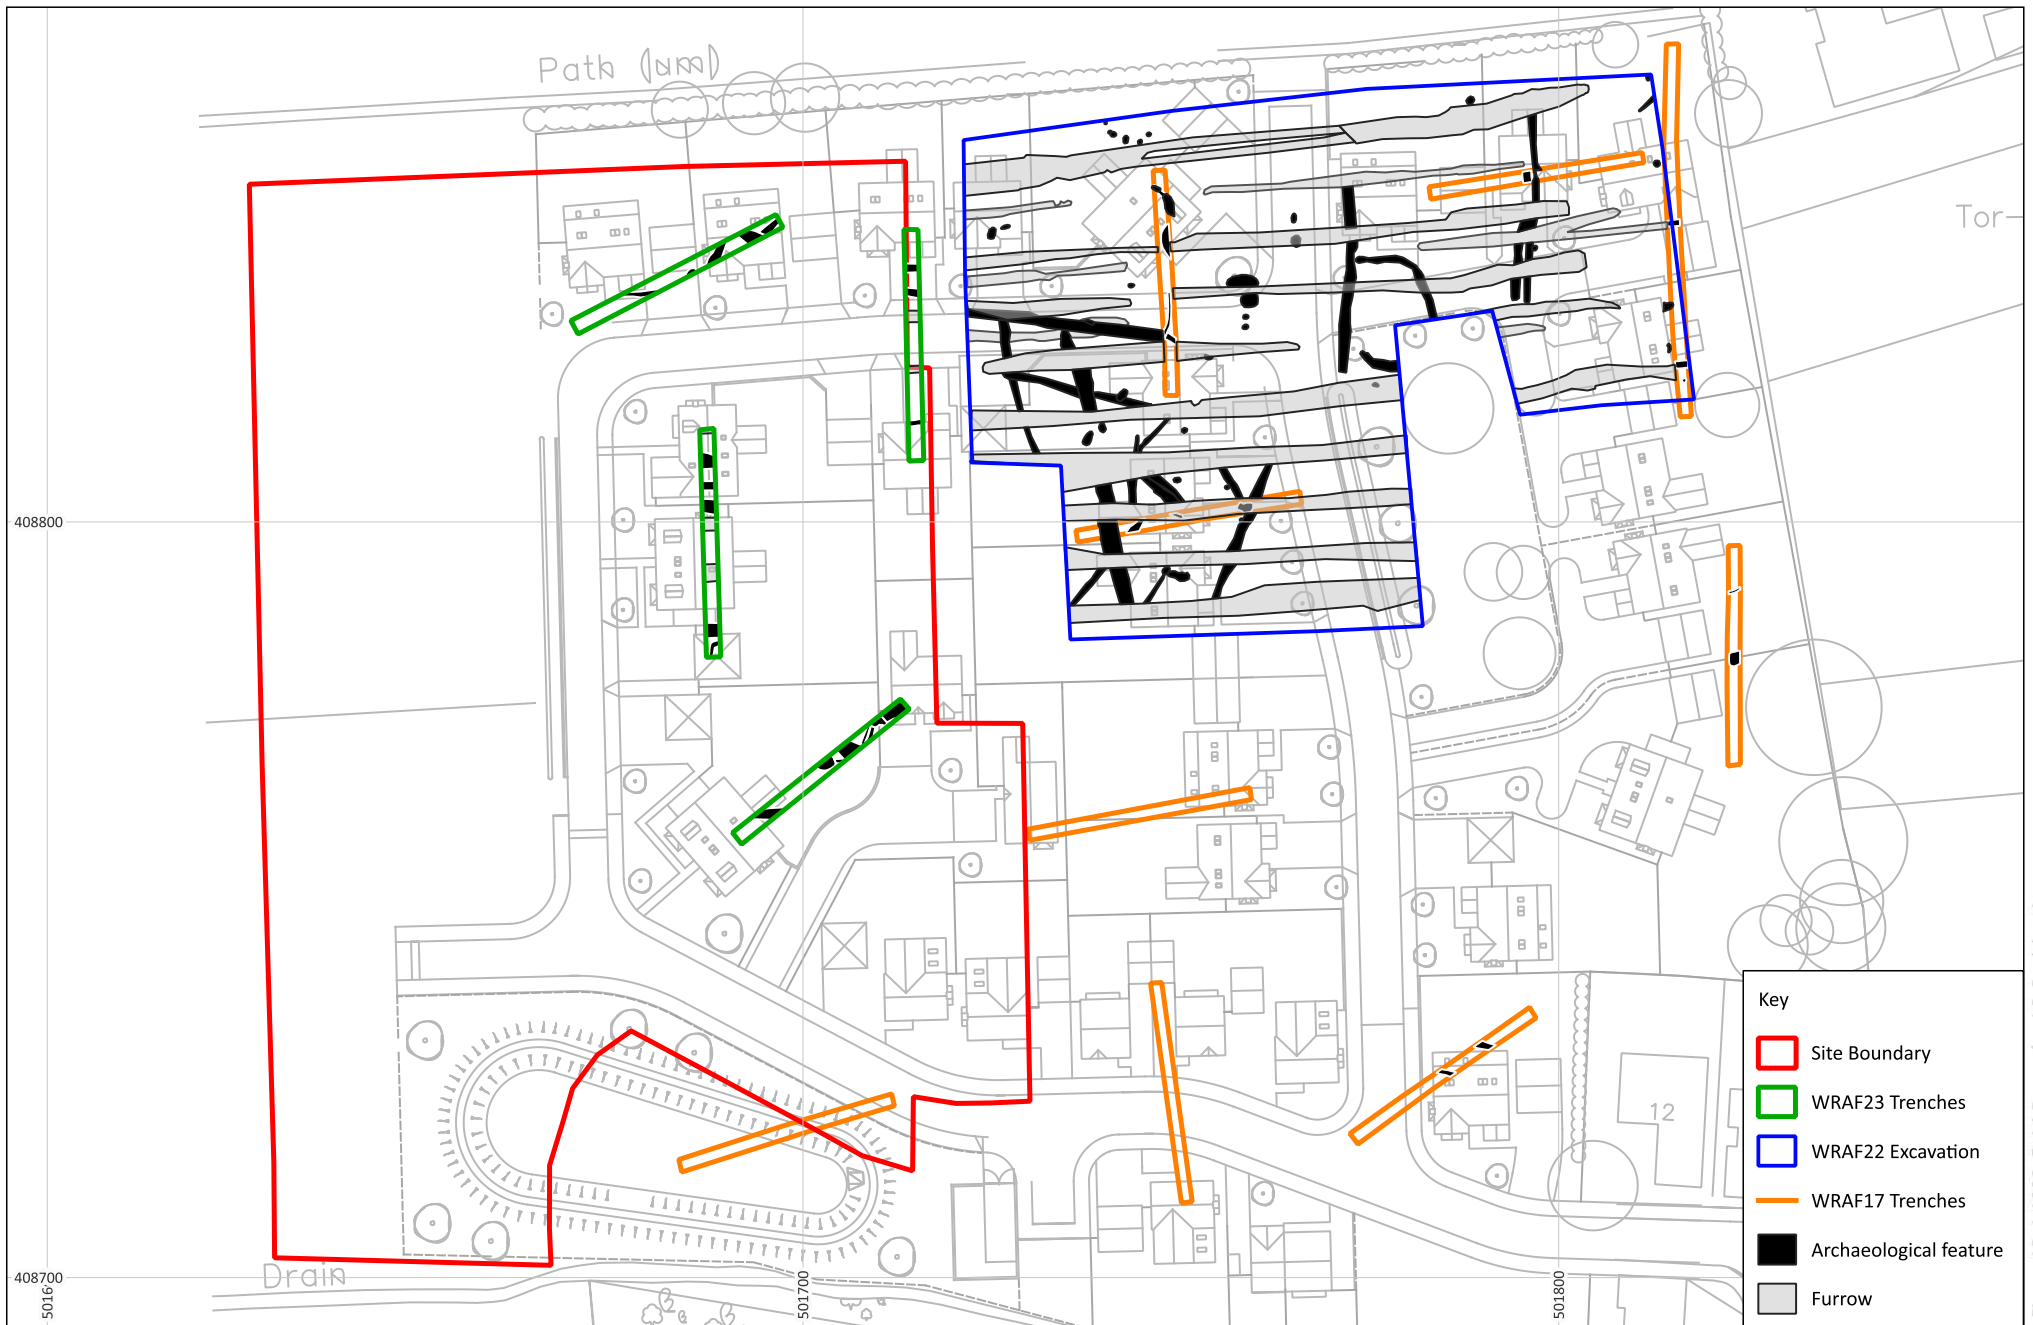 Path (um)
Tor
408800
12
Key
Site Boundary
WRAF23 Trenches
WRAF22 Excavation
WRAF17 Trenches
Archaeological feature
Furrow
Drain
408700
5016
501700
501800